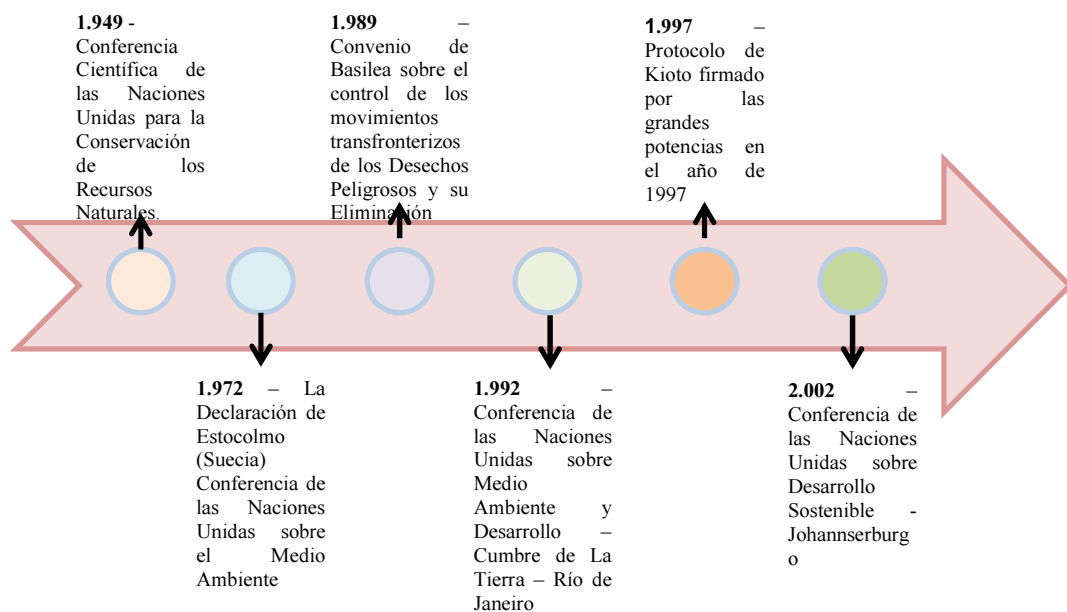 1.949 -
Conferencia
Científica de
las Naciones
Unidas para la
Conservación
de los
Recursos
Naturales.
1.972 – La
Declaración de
Estocolmo
(Suecia)
Conferencia de
las Naciones
Unidas sobre
el Medio
Ambiente
1.989 –
Convenio de
Basilea sobre el
control de los
movimientos
transfronterizos
de los Desechos
Peligrosos y su
Eliminación
1.992 –
Conferencia de
las Naciones
Unidas sobre
Medio
Ambiente y
Desarrollo –
Cumbre de La
Tierra – Río de
Janeiro
1.997 –
Protocolo de
Kioto firmado
por las
grandes
potencias en
el año de
1997
2.002 –
Conferencia de
las Naciones
Unidas sobre
Desarrollo
Sostenible -
Johannserburg
o